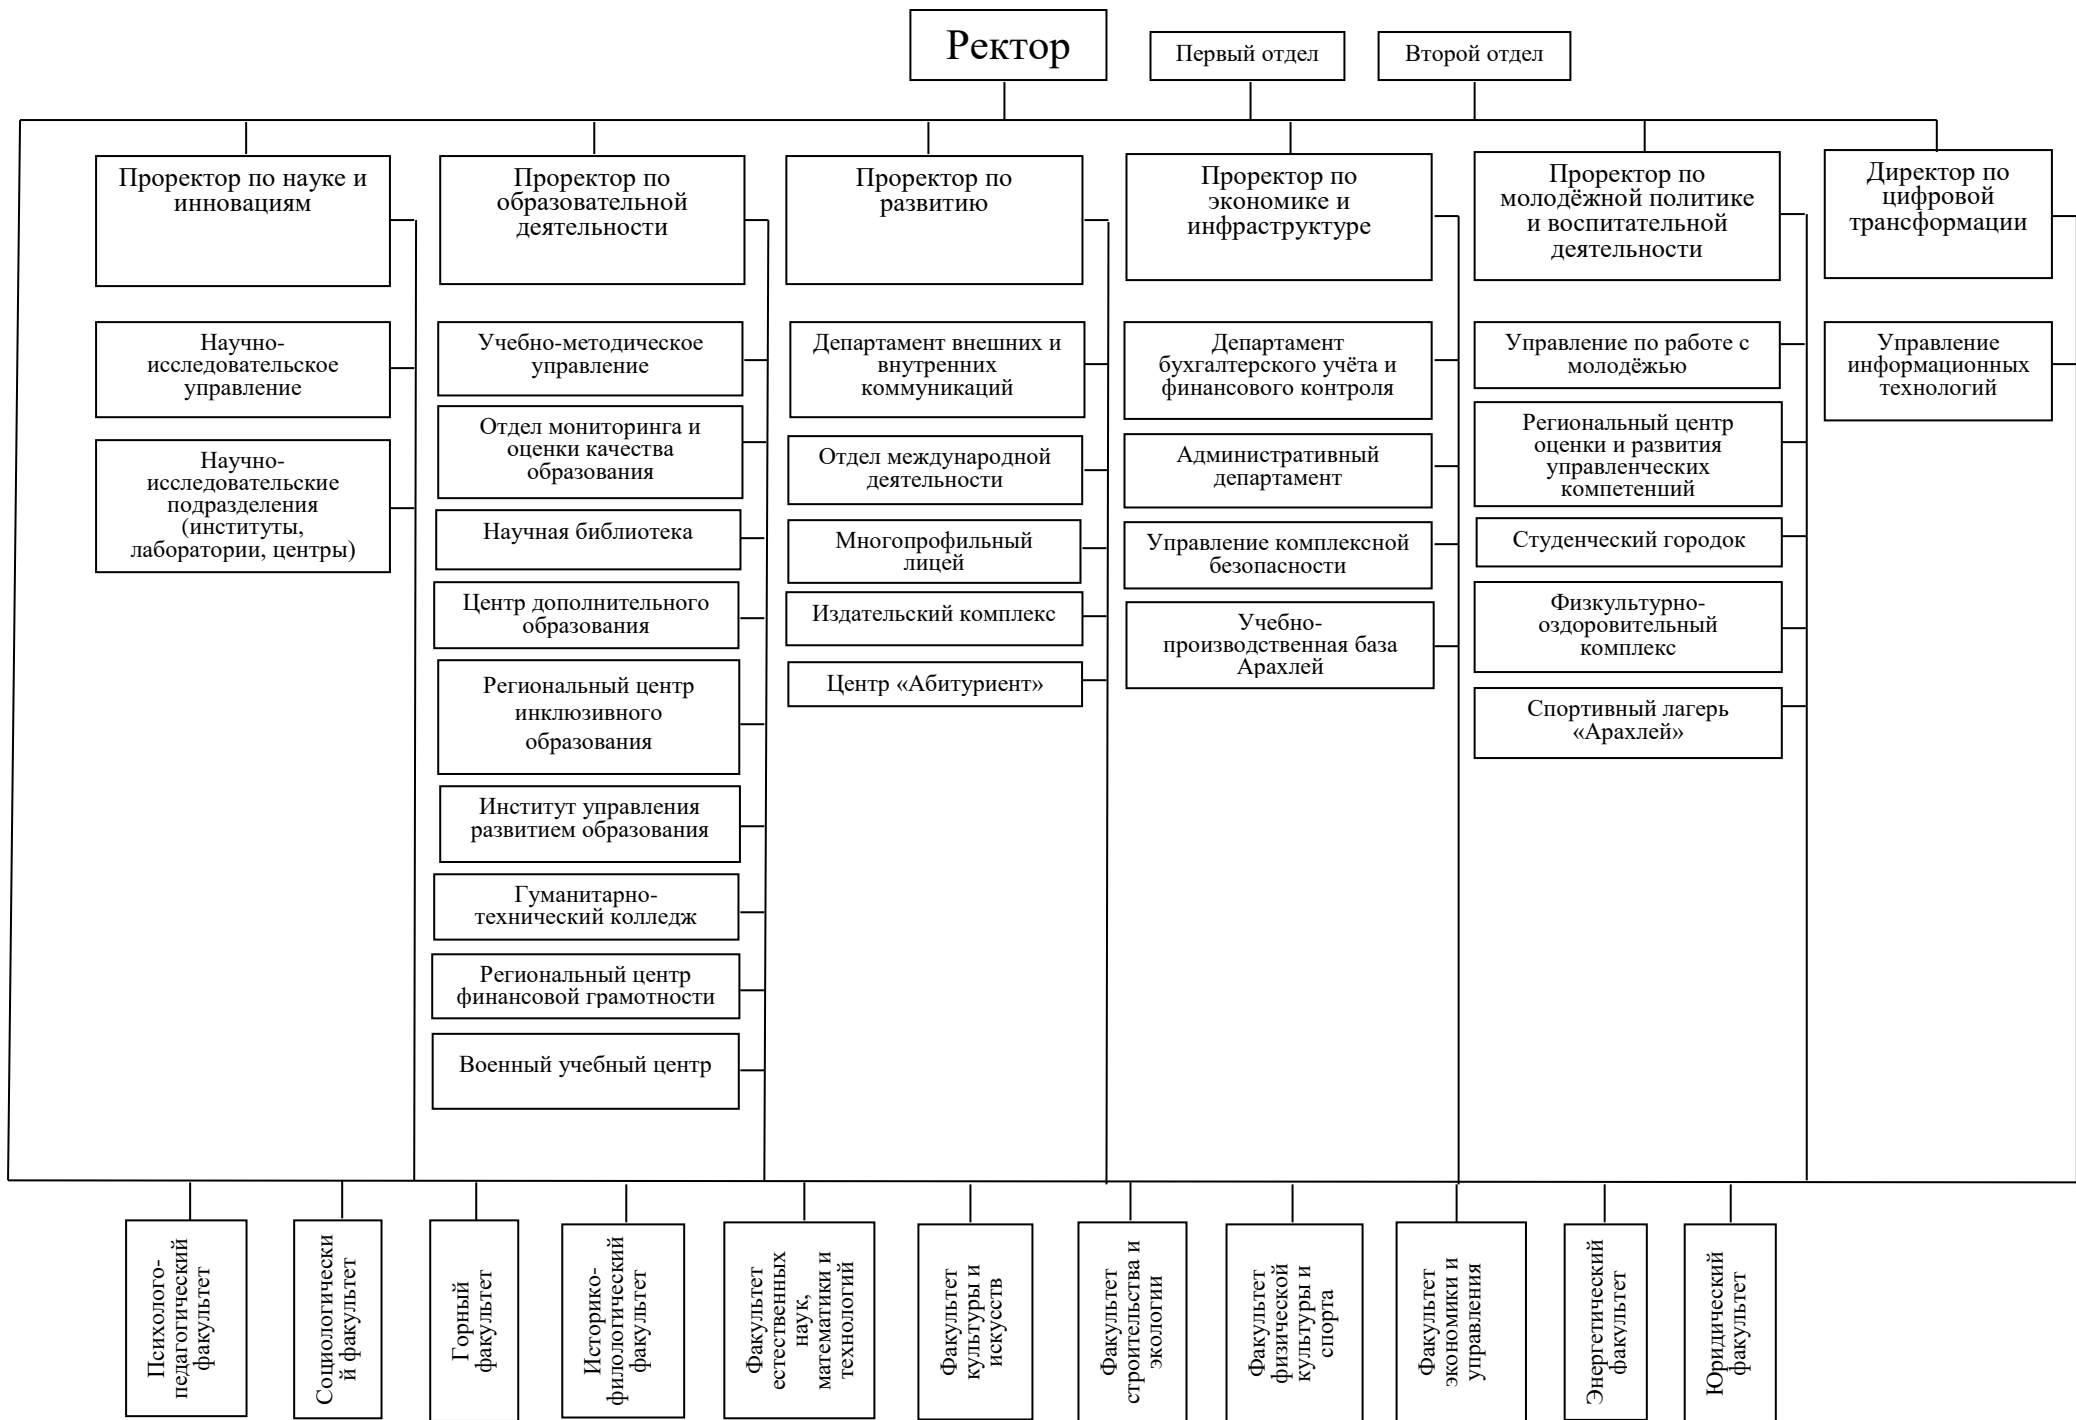 Ректор
Первый отдел
Второй отдел
Проректор по науке и
инновациям
Проректор по
образовательной
деятельности
Проректор по
развитию
Проректор по
экономике и
инфраструктуре
Проректор по
молодёжной политике
и воспитательной
деятельности
Директор по
цифровой
трансформации
Научно-
исследовательское
управление
Научно-
исследовательские
подразделения
(институты,
лаборатории, центры)
Учебно-методическое
управление
Отдел мониторинга и
оценки качества
образования
Научная библиотека
Центр дополнительного
образования
Региональный центр
инклюзивного
образования
Институт управления
развитием образования
Гуманитарно-
технический колледж
Региональный центр
финансовой грамотности
Военный учебный центр
Департамент внешних и
внутренних
коммуникаций
Отдел международной
деятельности
Многопрофильный
лицей
Издательский комплекс
Центр «Абитуриент»
Департамент
бухгалтерского учёта и
финансового контроля
Административный
департамент
Управление комплексной
безопасности
Учебно-
производственная база
Арахлей
Управление по работе с
молодёжью
Региональный центр
оценки и развития
управленческих
компетенций
Студенческий городок
Физкультурно-
оздоровительный
комплекс
Спортивный лагерь
«Арахлей»
Управление
информационных
технологий
Психолого-
педагогический
факультет
Социологически
й факультет
Горный
факультет
Историко-
филологический
факультет
Факультет
естественных
наук,
математики и
технологий
Факультет
культуры и
искусств
Факультет
строительства и
экологии
Факультет
физической
культуры и
спорта
Факультет
экономики и
управления
Энергетический
факультет
Юридический
факультет